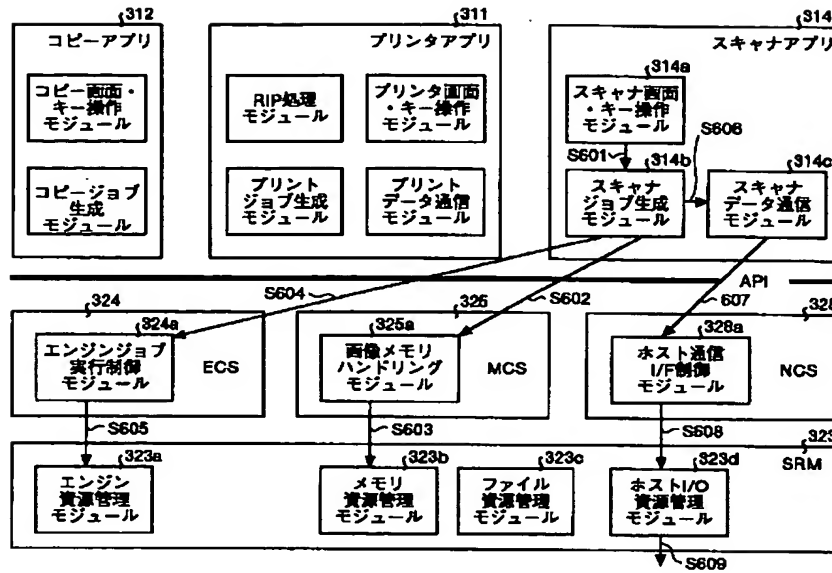 312
コピーアプリ
コピー画面・
キー操作
モジュール
コピージョブ
生成
モジュール
311
プリンタアプリ
RIP処理
モジュール
プリンタ画面
・キー操作
モジュール
プリント
ジョブ生成
モジュール
プリント
データ通信
モジュール
314
スキャナアプリ
314a
スキャナ画面
・キー操作
モジュール
S601
S606
314b
スキャナ
ジョブ生成
モジュール
314c
スキャナ
データ通信
モジュール
API
S604
S602
607
324
324a
エンジンジョブ
実行制御
モジュール
ECS
325
325a
画像メモリ
ハンドリング
モジュール
MCS
328
328a
ホスト通信
I/F制御
モジュール
NCS
S605
S603
S608
323
SRM
323a
エンジン
資源管理
モジュール
323b
メモリ
資源管理
モジュール
323c
ファイル
資源管理
モジュール
323d
ホストI/O
資源管理
モジュール
S609